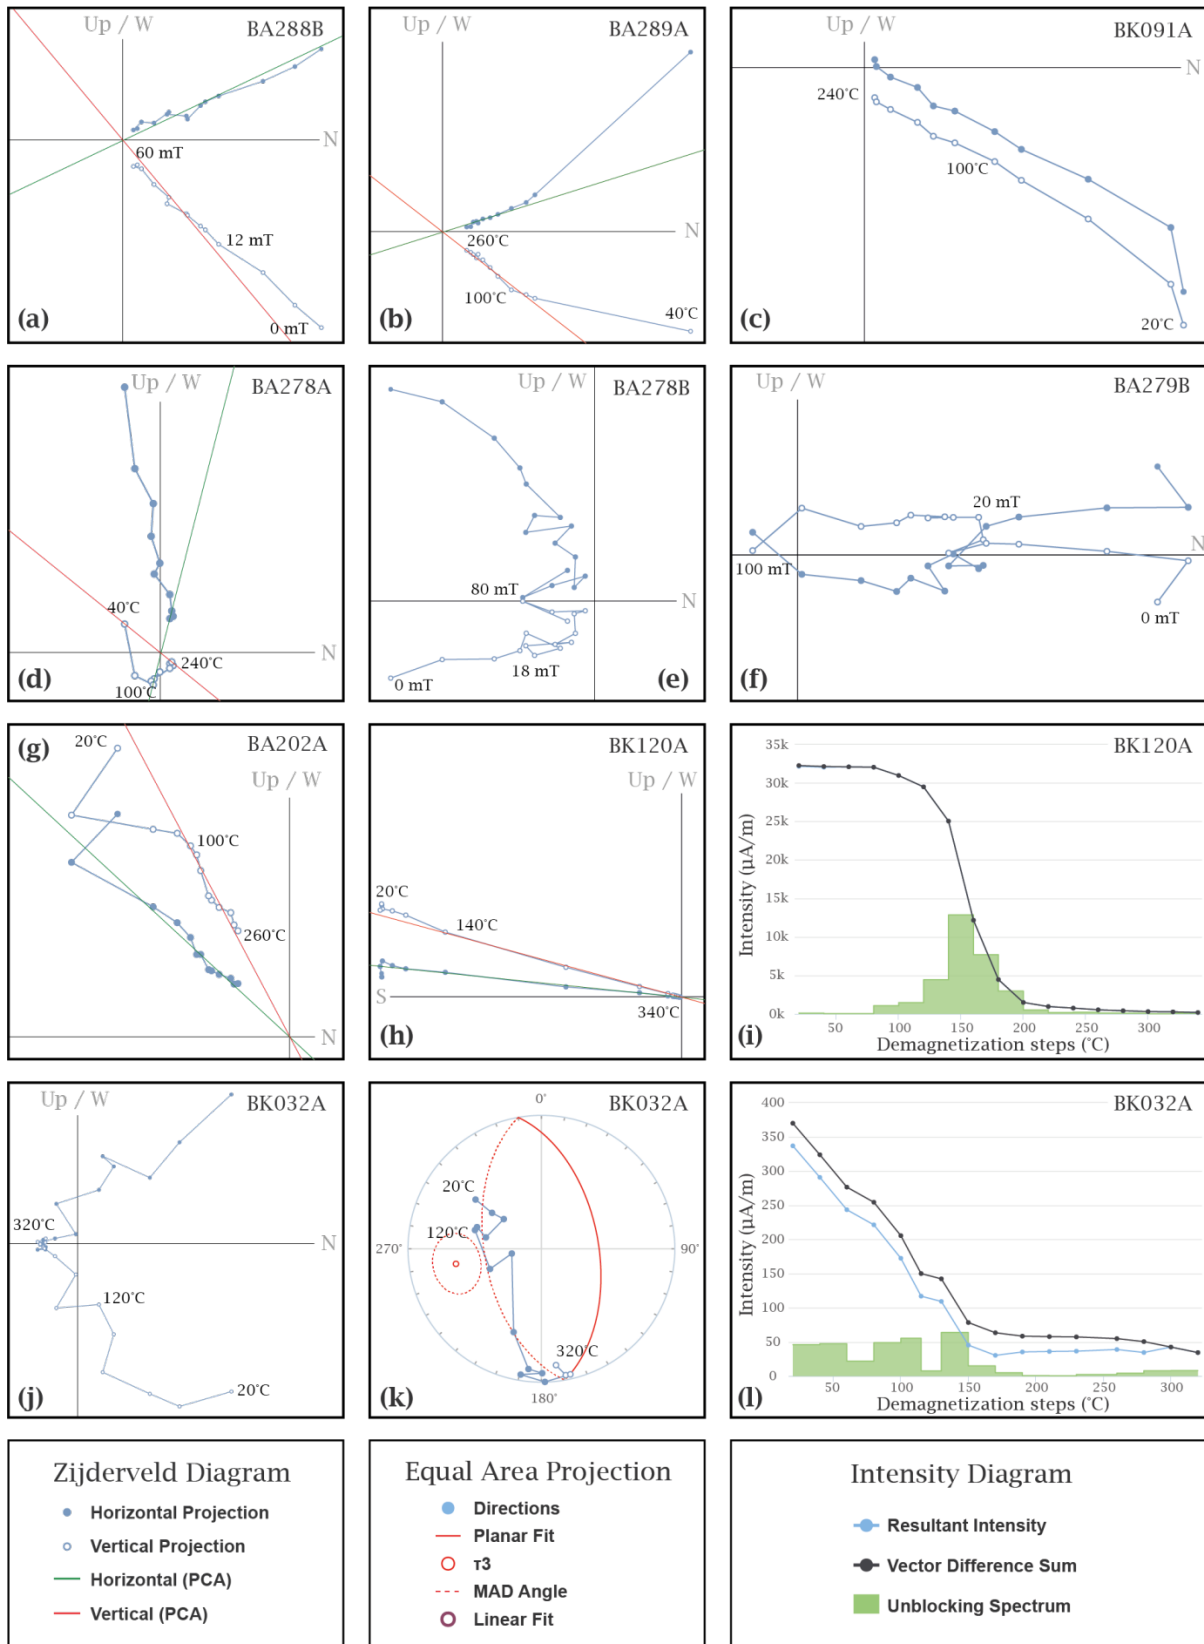 Up / W
BA288B
N
60 mT
12 mT
0 mT
(a)
Up / W
BA289A
N
260°C
100°C
40°C
(b)
Up / W
BK091A
N
240°C
100°C
20°C
(c)
Up / W
BA278A
40°C
N
240°C
100°C
(d)
Up / W
BA278B
80 mT
N
18 mT
0 mT
(e)
Up / W
BA279B
20 mT
N
100 mT
0 mT
(f)
(g)
20°C
BA202A
Up / W
100°C
260°C
N
BK120A
Up / W
20°C
140°C
S
340°C
(h)
BK120A
35k
30k
25k
20k
15k
10k
5k
0k
Intensity (µA/m)
50
100
150
200
250
300
Demagnetization steps (°C)
(i)
Up / W
BK032A
320°C
N
120°C
20°C
(j)
0°
BK032A
20°C
120°C
270°
90°
320°C
180°
(k)
400
BK032A
350
300
250
200
150
100
50
0
Intensity (µA/m)
50
100
150
200
250
300
Demagnetization steps (°C)
(l)
Zijderveld Diagram
Horizontal Projection
Vertical Projection
Horizontal (PCA)
Vertical (PCA)
Equal Area Projection
Directions
Planar Fit
τ3
MAD Angle
Linear Fit
Intensity Diagram
Resultant Intensity
Vector Difference Sum
Unblocking Spectrum